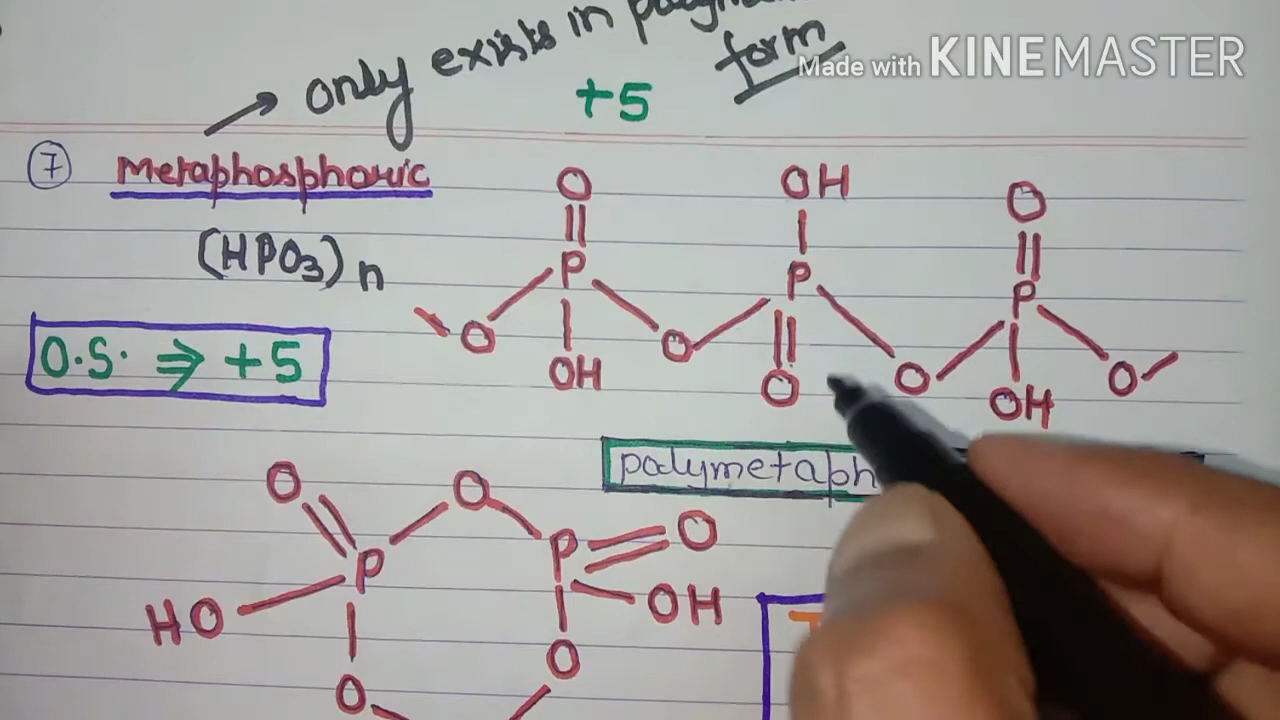 only exists in
form
Made with KINEMASTER
+5
7 Metaphosphoric
(HPO3)n
O.S. ⇒ +5
O OH O
P P P
O O O O
OH O OH
polymetaph
O O P O
P OH
HO O
O